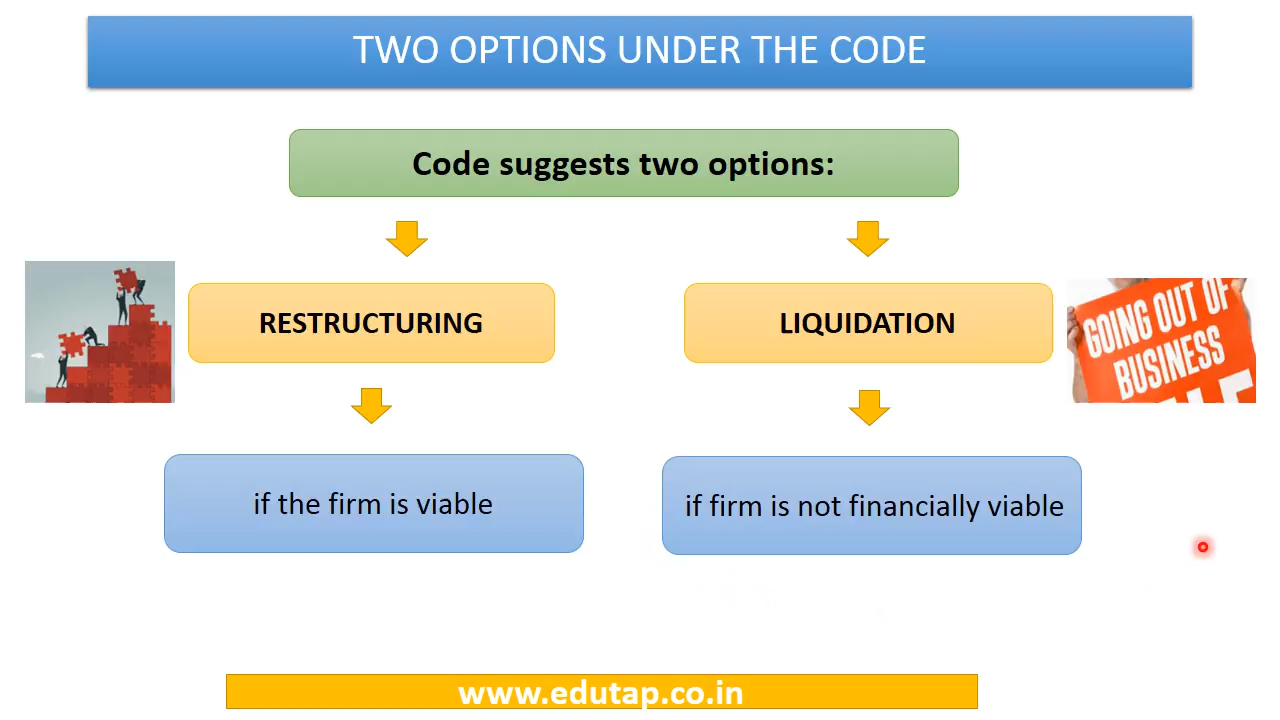 TWO OPTIONS UNDER THE CODE
Code suggests two options:
RESTRUCTURING
LIQUIDATION
GOING OUT OF
BUSINESS
if the firm is viable
if firm is not financially viable
www.edutap.co.in